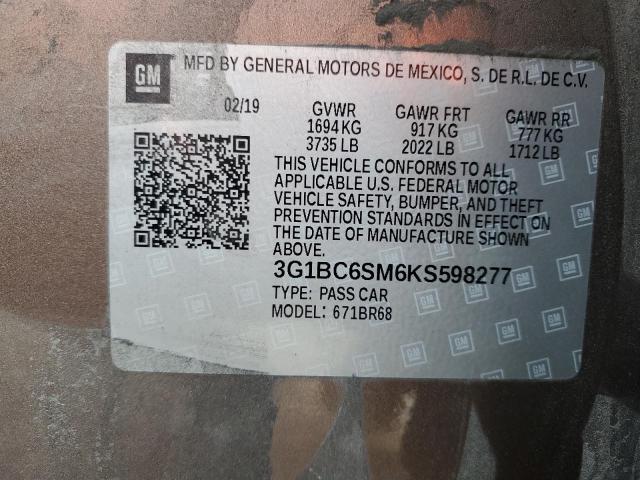 GM
MFD BY GENERAL MOTORS DE MEXICO, S. DE R.L. DE C.V.
02/19 GVWR GAWR FRT GAWR RR
1694 KG 917 KG 777 KG
3735 LB 2022 LB 1712 LB
THIS VEHICLE CONFORMS TO ALL
APPLICABLE U.S. FEDERAL MOTOR
VEHICLE SAFETY, BUMPER, AND THEFT
PREVENTION STANDARDS IN EFFECT ON
THE DATE OF MANUFACTURE SHOWN
ABOVE.
3G1BC6SM6KS598277
TYPE: PASS CAR
MODEL: 671BR68